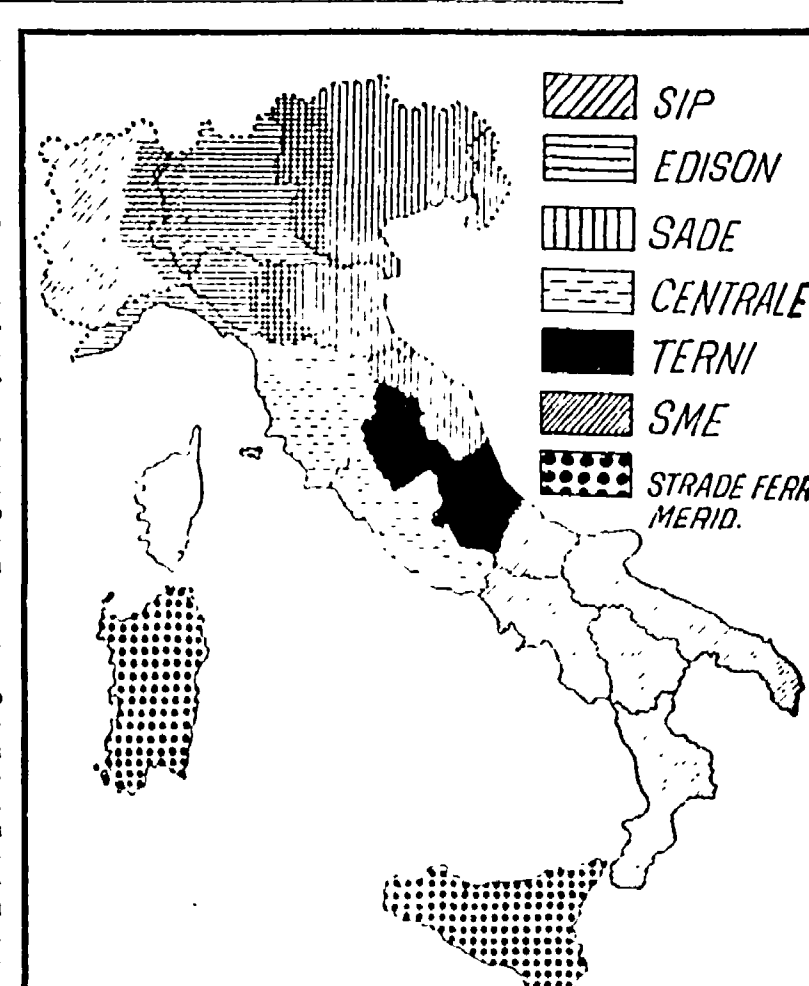 SIP
EDISON
SADE
CENTRALE
TERNI
SME
STRADE FERR
MERID.